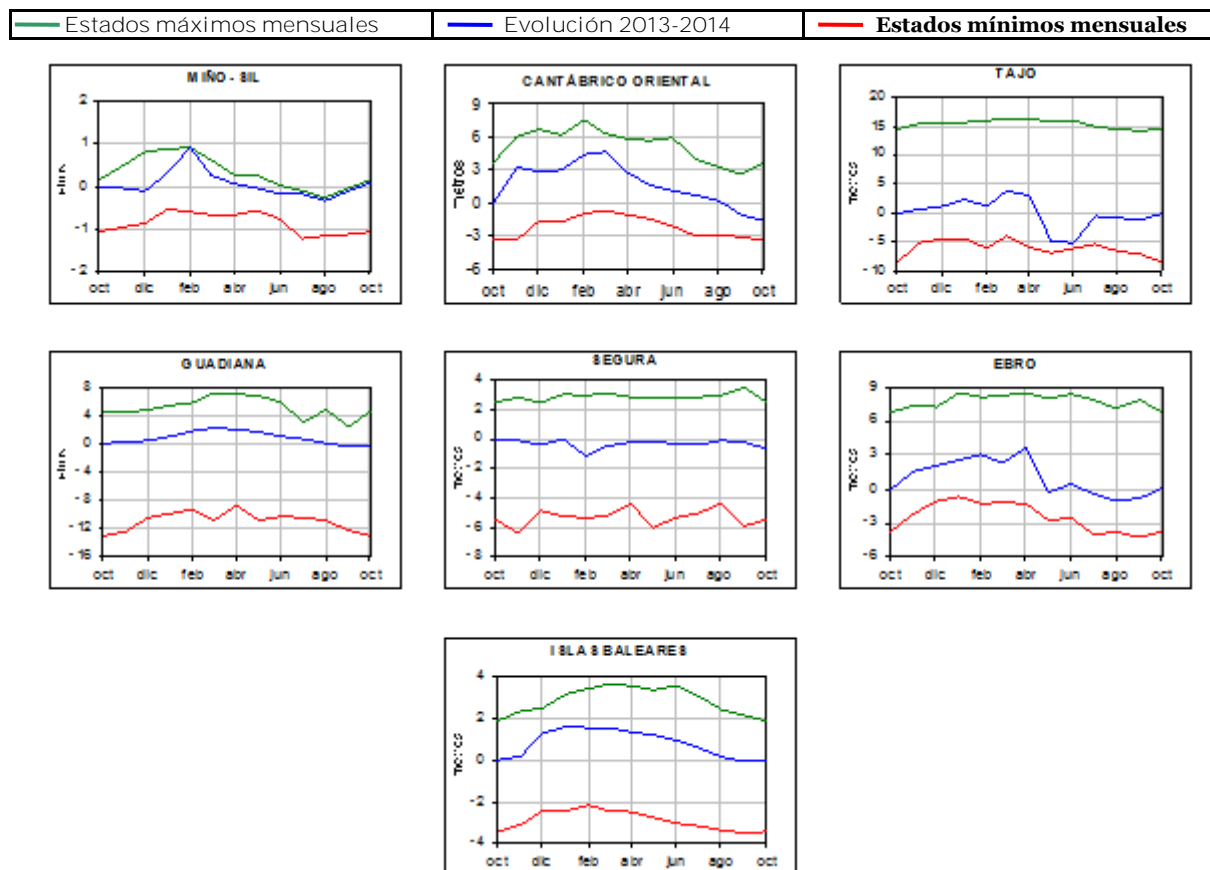 Estados máximos mensuales Evolución 2013-2014 Estados mínimos mensuales
MIÑO - SIL
2
1
0
-1
-2
oct dic feb abr jun ago oct
CANTÁBRICO ORIENTAL
metros
9
6
3
0
-3
-6
oct dic feb abr jun ago oct
TAJO
metros
20
15
10
5
0
-5
-10
oct dic feb abr jun ago oct
GUADIANA
8
4
0
-4
-8
-12
-16
oct dic feb abr jun ago oct
SEGURA
metros
4
2
0
-2
-4
-6
-8
oct dic feb abr jun ago oct
EBRO
metros
9
6
3
0
-3
-6
oct dic feb abr jun ago oct
ISLAS BALEARES
metros
4
2
0
-2
-4
oct dic feb abr jun ago oct